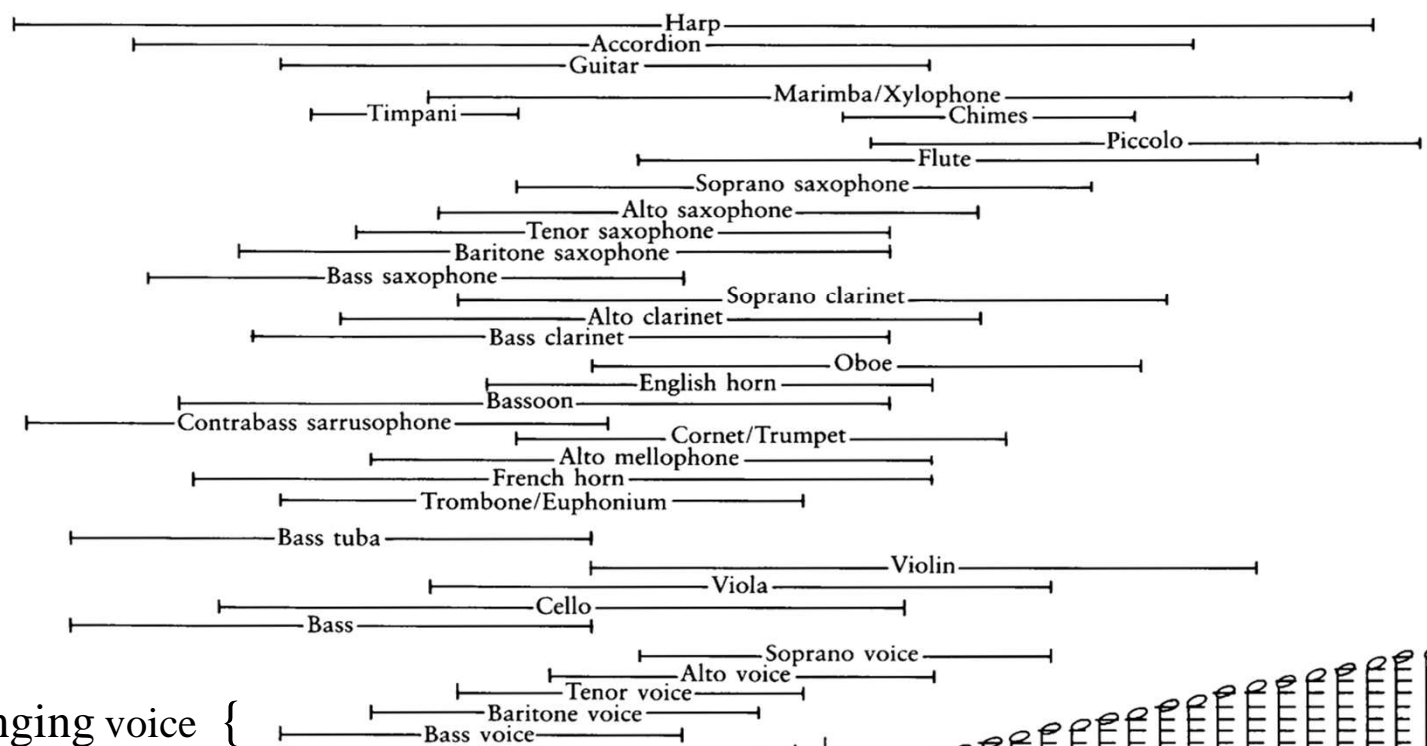 Harp
Accordion
Guitar
Marimba/Xylophone
Timpani
Chimes
Piccolo
Flute
Soprano saxophone
Alto saxophone
Tenor saxophone
Baritone saxophone
Bass saxophone
Soprano clarinet
Alto clarinet
Bass clarinet
Oboe
English horn
Bassoon
Contrabass sarrusophone
Cornet/Trumpet
Alto mellophone
French horn
Trombone/Euphonium
Bass tuba
Violin
Viola
Cello
Bass
Soprano voice
Alto voice
Tenor voice
nging voice {
Baritone voice
Bass voice